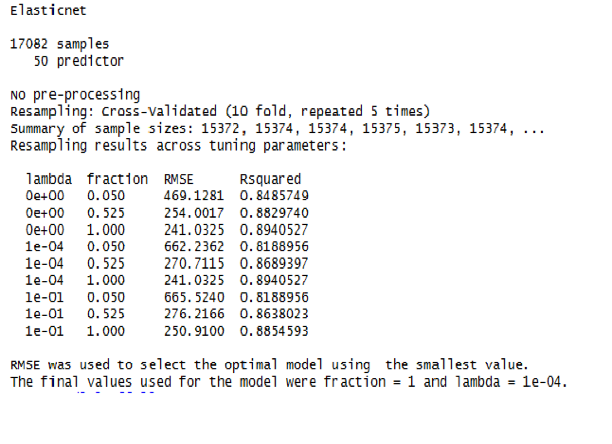 Elasticnet
17082 samples
50 predictor
No pre-processing
Resampling: Cross-Validated (10 fold, repeated 5 times)
Summary of sample sizes: 15372, 15374, 15374, 15375, 15373, 15374, ...
Resampling results across tuning parameters:
lambda fraction RMSE Rsquared
0e+00 0.050 469.1281 0.8485749
0e+00 0.525 254.0017 0.8829740
0e+00 1.000 241.0325 0.8940527
1e-04 0.050 662.2362 0.8188956
1e-04 0.525 270.7115 0.8689397
1e-04 1.000 241.0325 0.8940527
1e-01 0.050 665.5240 0.8188956
1e-01 0.525 276.2166 0.8638023
1e-01 1.000 250.9100 0.8854593
RMSE was used to select the optimal model using the smallest value.
The final values used for the model were fraction = 1 and lambda = 1e-04.